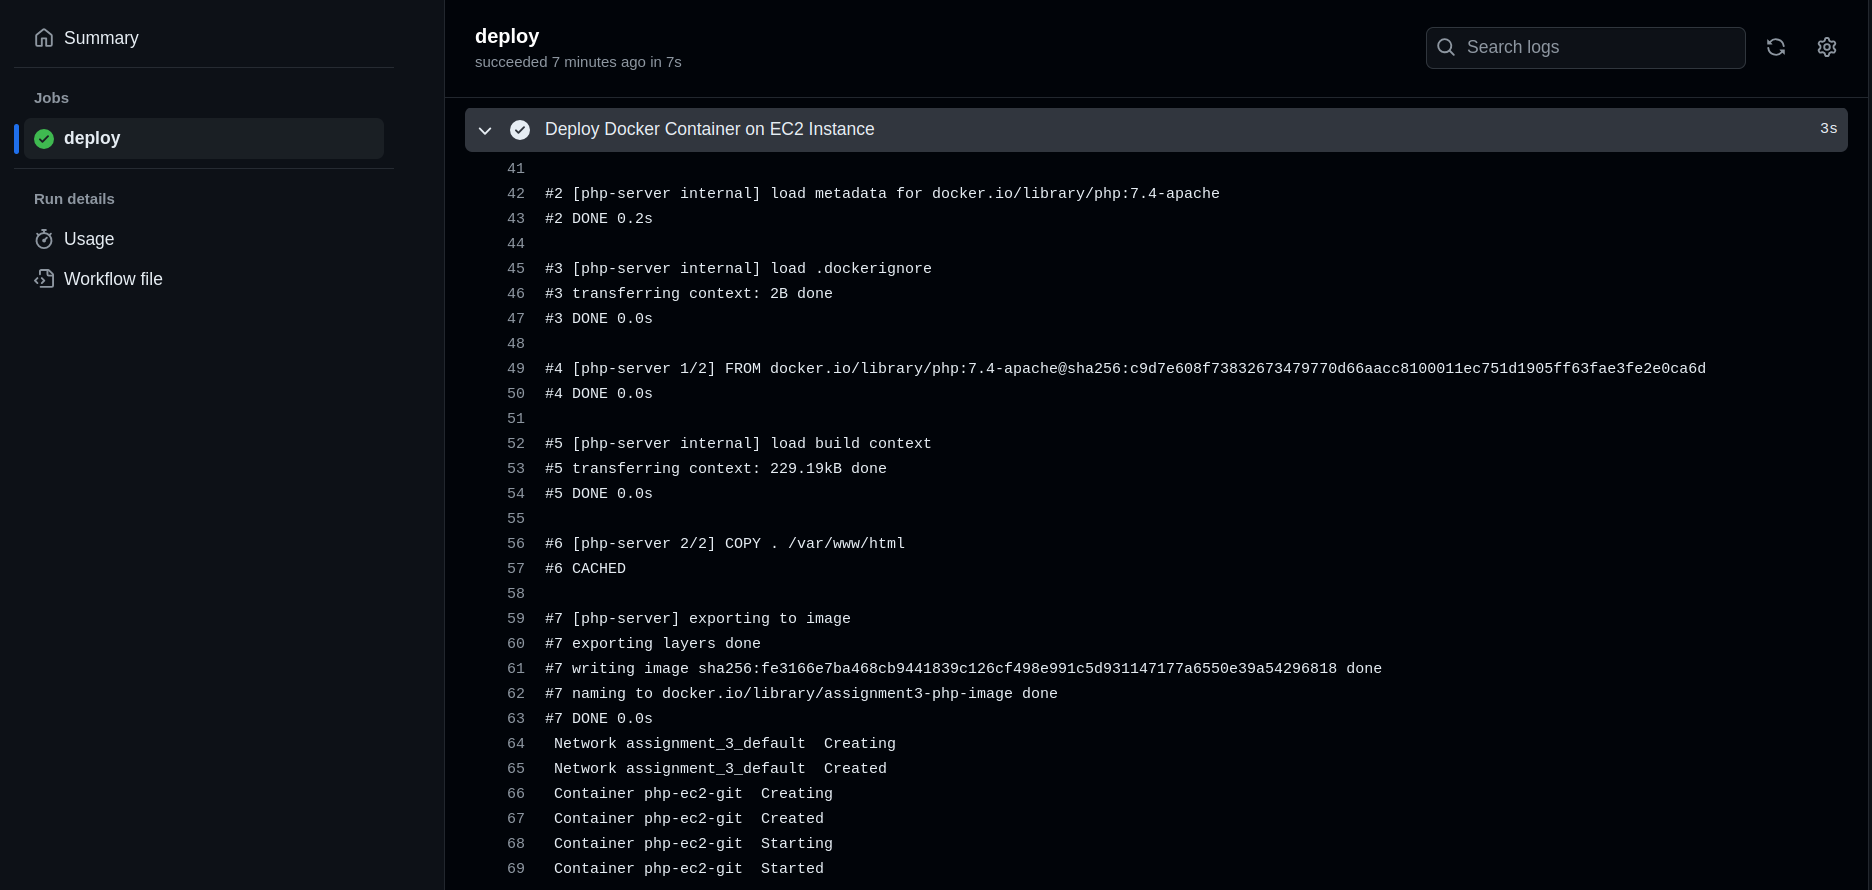 Summary
Jobs
deploy
Run details
Usage
Workflow file
deploy
succeeded 7 minutes ago in 7s
Search logs
Deploy Docker Container on EC2 Instance 3s
41
42 #2 [php-server internal] load metadata for docker.io/library/php:7.4-apache
43 #2 DONE 0.2s
44
45 #3 [php-server internal] load .dockerignore
46 #3 transferring context: 2B done
47 #3 DONE 0.0s
48
49 #4 [php-server 1/2] FROM docker.io/library/php:7.4-apache@sha256:c9d7e608f73832673479770d66aacc8100011ec751d1905ff63fae3fe2e0ca6d
50 #4 DONE 0.0s
51
52 #5 [php-server internal] load build context
53 #5 transferring context: 229.19kB done
54 #5 DONE 0.0s
55
56 #6 [php-server 2/2] COPY . /var/www/html
57 #6 CACHED
58
59 #7 [php-server] exporting to image
60 #7 exporting layers done
61 #7 writing image sha256:fe3166e7ba468cb9441839c126cf498e991c5d931147177a6550e39a54296818 done
62 #7 naming to docker.io/library/assignment3-php-image done
63 #7 DONE 0.0s
64 Network assignment_3_default  Creating
65 Network assignment_3_default  Created
66 Container php-ec2-git  Creating
67 Container php-ec2-git  Created
68 Container php-ec2-git  Starting
69 Container php-ec2-git  Started